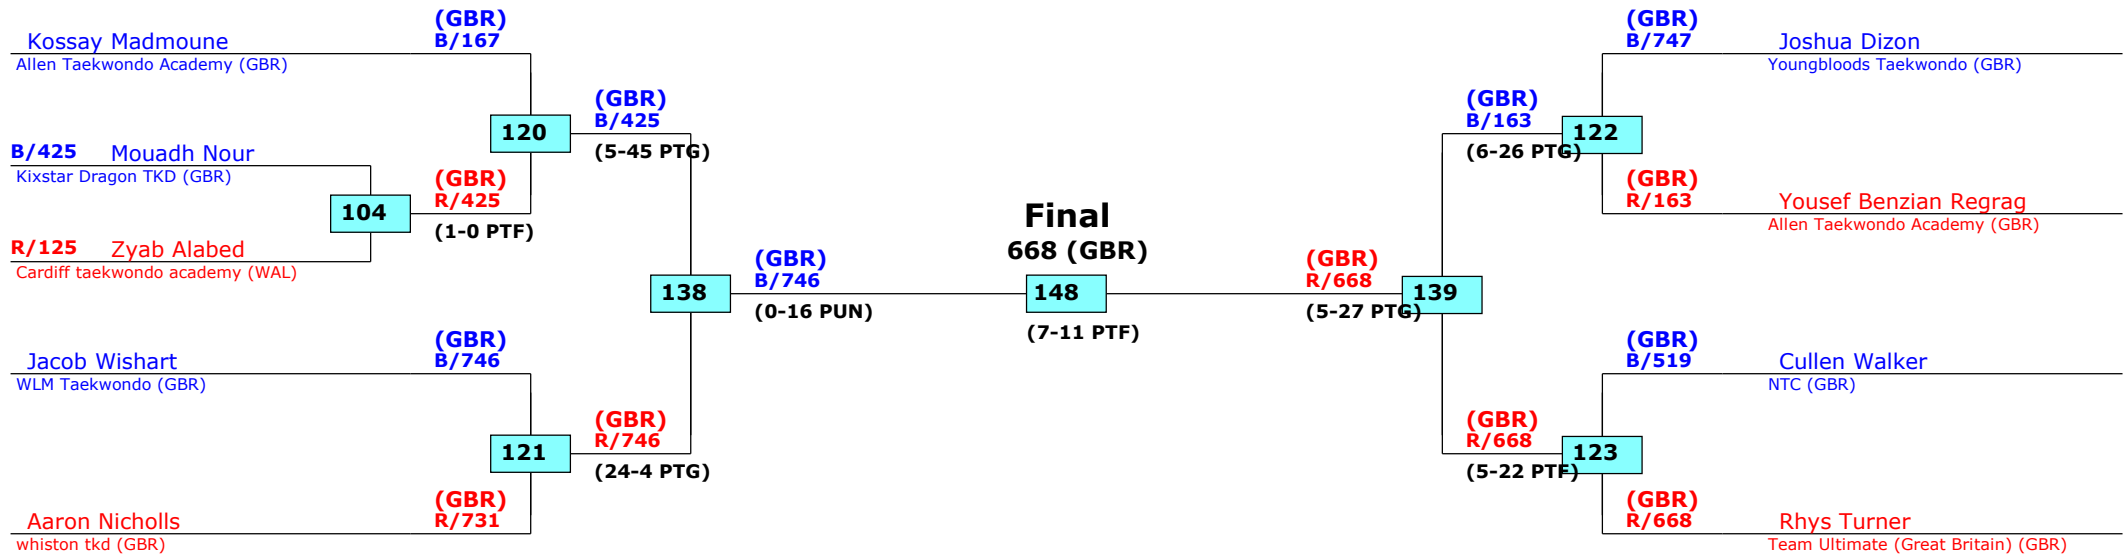 (GBR)
Kossay Madmoune B/167
Allen Taekwondo Academy (GBR)
(GBR)
120 B/425
(5-45 PTG)
B/425 Mouadh Nour
Kixstar Dragon TKD (GBR)
(GBR)
104 R/425
(1-0 PTF)
R/125 Zyab Alabed
Cardiff taekwondo academy (WAL)
(GBR)
138 B/746
(0-16 PUN)
(GBR)
Jacob Wishart B/746
WLM Taekwondo (GBR)
(GBR)
121 R/746
(24-4 PTG)
(GBR)
Aaron Nicholls R/731
whiston tkd (GBR)
Final
668 (GBR)
148
(7-11 PTF)
(GBR)
B/747 Joshua Dizon
Youngbloods Taekwondo (GBR)
(GBR)
B/163 122
(6-26 PTG)
(GBR)
R/163 Yousef Benzian Regrag
Allen Taekwondo Academy (GBR)
(GBR)
R/668 139
(5-27 PTG)
(GBR)
B/519 Cullen Walker
NTC (GBR)
(GBR)
R/668 123
(5-22 PTF)
(GBR)
R/668 Rhys Turner
Team Ultimate (Great Britain) (GBR)